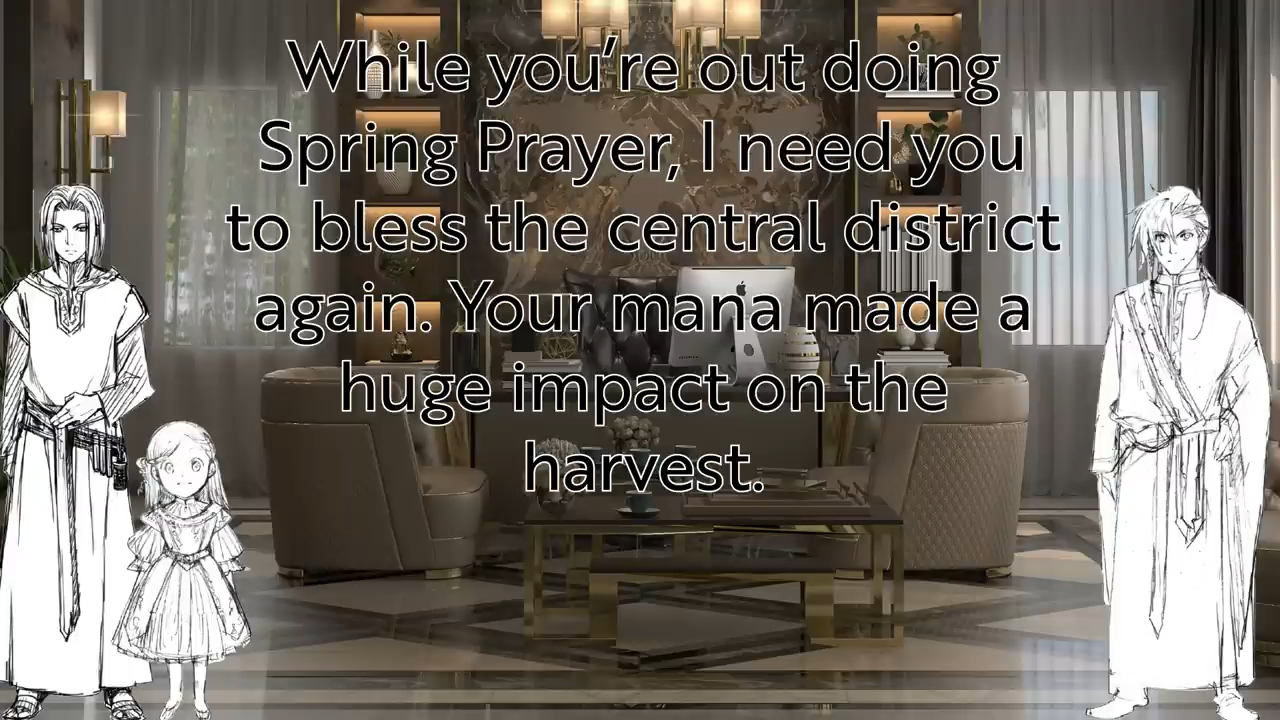 While you’re out doing
Spring Prayer, I need you
to bless the central district
again. Your mana made a
huge impact on the
harvest.